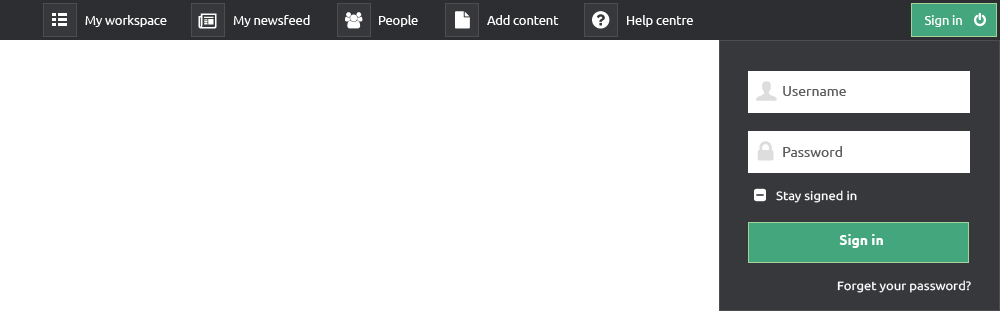 My workspace My newsfeed People Add content Help centre Sign in
Username
Password
Stay signed in
Sign in
Forget your password?